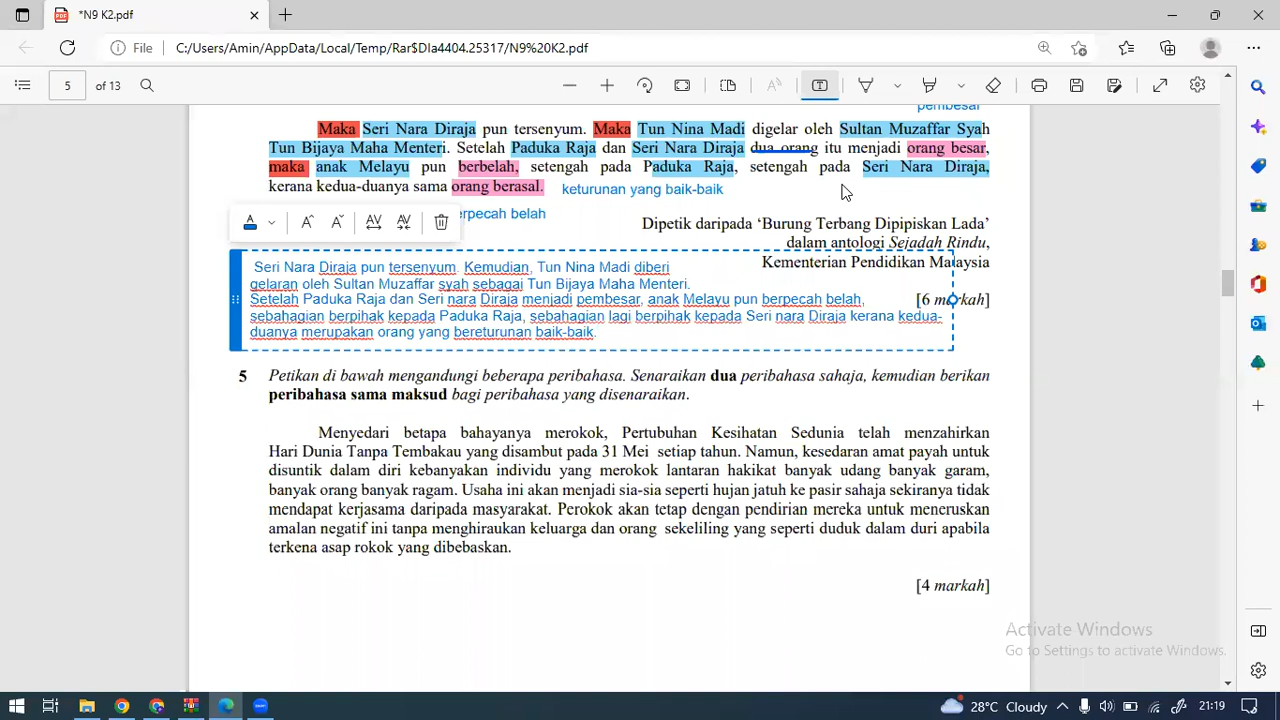 *N9 K2.pdf
File
C:/Users/Amin/AppData/Local/Temp/Rar$DIa4404.25317/N9%20K2.pdf
5 of 13
pembesar
Maka Seri Nara Diraja pun tersenyum. Maka Tun Nina Madi digelar oleh Sultan Muzaffar Syah
Tun Bijaya Maha Menteri. Setelah Paduka Raja dan Seri Nara Diraja dua orang itu menjadi orang besar,
maka anak Melayu pun berbelah, setengah pada Paduka Raja, setengah pada Seri Nara Diraja,
kerana kedua-duanya sama orang berasal. keturunan yang baik-baik
erpecah belah
Dipetik daripada ‘Burung Terbang Dipipiskan Lada’
dalam antologi Sejadah Rindu,
Kementerian Pendidikan Malaysia
Seri Nara Diraja pun tersenyum. Kemudian, Tun Nina Madi diberi
gelaran oleh Sultan Muzaffar syah sebagai Tun Bijaya Maha Menteri.
Setelah Paduka Raja dan Seri nara Diraja menjadi pembesar, anak Melayu pun berpecah belah,
[6 markah]
sebahagian berpihak kepada Paduka Raja, sebahagian lagi berpihak kepada Seri nara Diraja kerana kedua-
duanya merupakan orang yang bereturunan baik-baik.
5 Petikan di bawah mengandungi beberapa peribahasa. Senaraikan dua peribahasa sahaja, kemudian berikan
peribahasa sama maksud bagi peribahasa yang disenaraikan.
Menyedari betapa bahayanya merokok, Pertubuhan Kesihatan Sedunia telah menzahirkan
Hari Dunia Tanpa Tembakau yang disambut pada 31 Mei setiap tahun. Namun, kesedaran amat payah untuk
disuntik dalam diri kebanyakan individu yang merokok lantaran hakikat banyak udang banyak garam,
banyak orang banyak ragam. Usaha ini akan menjadi sia-sia seperti hujan jatuh ke pasir sahaja sekiranya tidak
mendapat kerjasama daripada masyarakat. Perokok akan tetap dengan pendirian mereka untuk meneruskan
amalan negatif ini tanpa menghiraukan keluarga dan orang sekeliling yang seperti duduk dalam duri apabila
terkena asap rokok yang dibebaskan.
[4 markah]
Activate Windows
Go to Settings to activate Windows.
28°C Cloudy
21:19